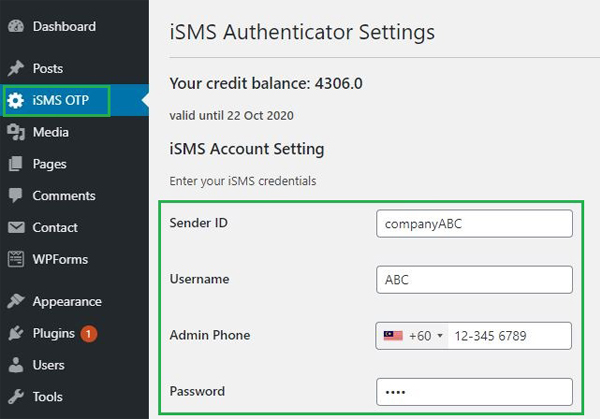 Dashboard
Posts
iSMS OTP
Media
Pages
Comments
Contact
WPForms
Appearance
Plugins 1
Users
Tools
iSMS Authenticator Settings
Your credit balance: 4306.0
valid until 22 Oct 2020
iSMS Account Setting
Enter your iSMS credentials
Sender ID companyABC
Username ABC
Admin Phone +60 12-345 6789
Password ••••